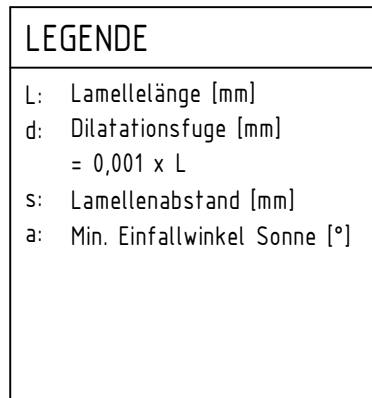 LEGENDE
L: Lamellelänge [mm]
d: Dilatationsfuge [mm]
= 0,001 x L
s: Lamellenabstand [mm]
a: Min. Einfallwinkel Sonne [°]